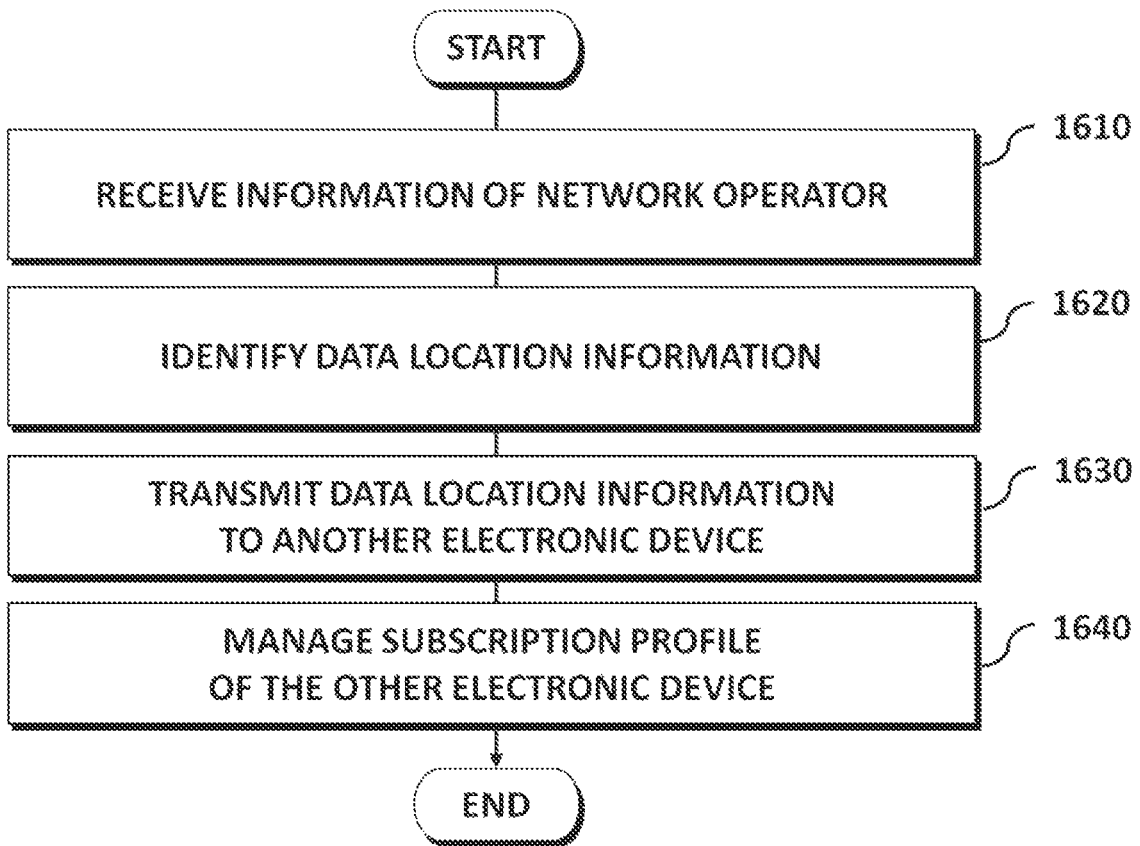 START
1610
RECEIVE INFORMATION OF NETWORK OPERATOR
1620
IDENTIFY DATA LOCATION INFORMATION
1630
TRANSMIT DATA LOCATION INFORMATION
TO ANOTHER ELECTRONIC DEVICE
1640
MANAGE SUBSCRIPTION PROFILE
OF THE OTHER ELECTRONIC DEVICE
END